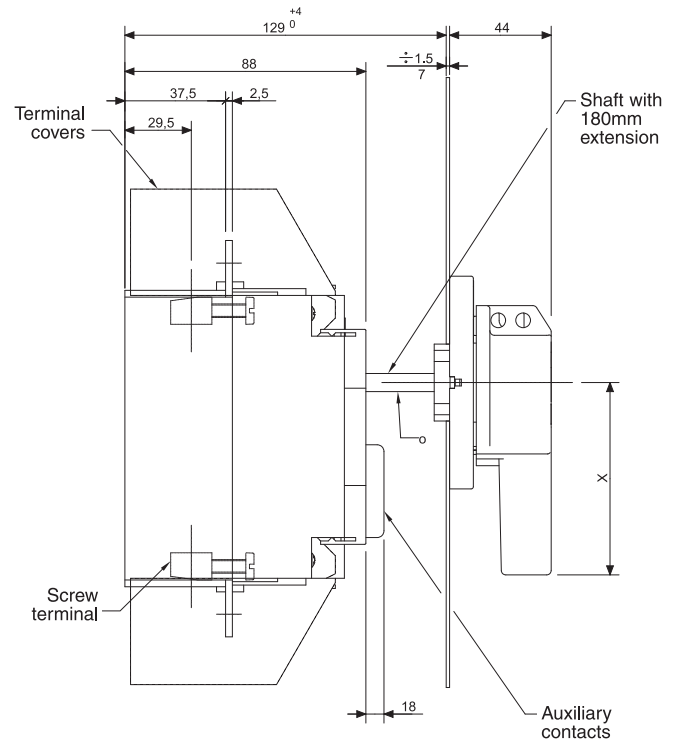 +4
129 0
44
88
÷ 1.5
7
37,5
2,5
Shaft with
180mm
extension
Terminal
covers
29,5
o
X
Screw
terminal
18
Auxiliary
contacts